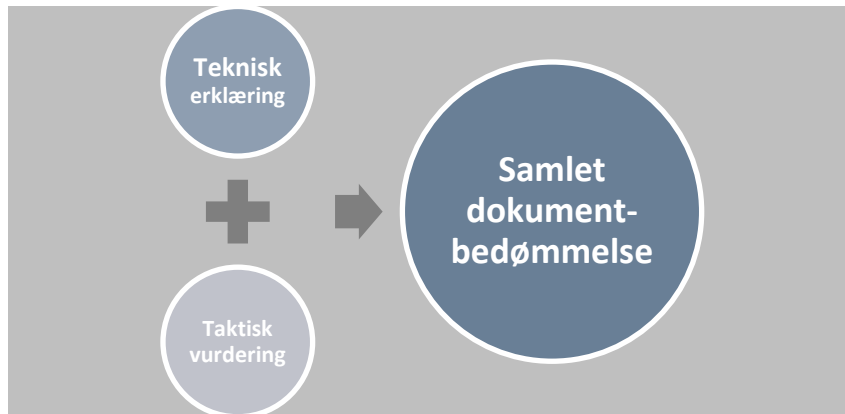 Teknisk
erklæring
Taktisk
vurdering
Samlet
dokument-
bedømmelse